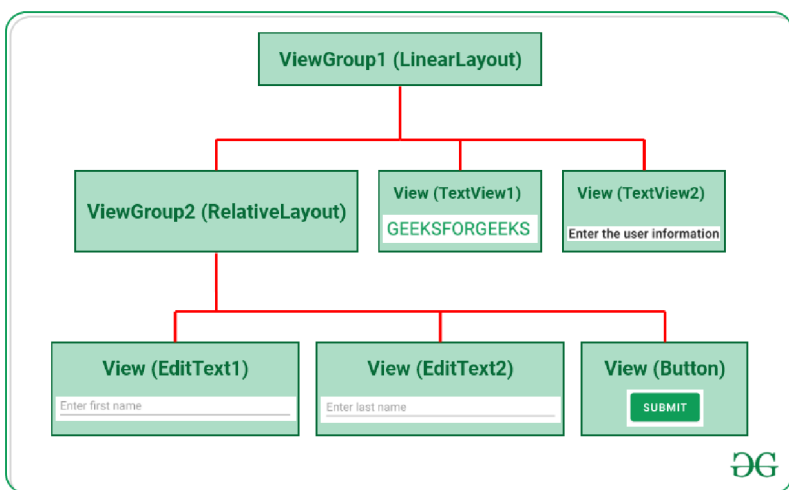 ViewGroup1 (LinearLayout)
ViewGroup2 (RelativeLayout)
View (TextView1)
GEEKSFORGEEKS
View (TextView2)
Enter the user information
View (EditText1)
Enter first name
View (EditText2)
Enter last name
View (Button)
SUBMIT